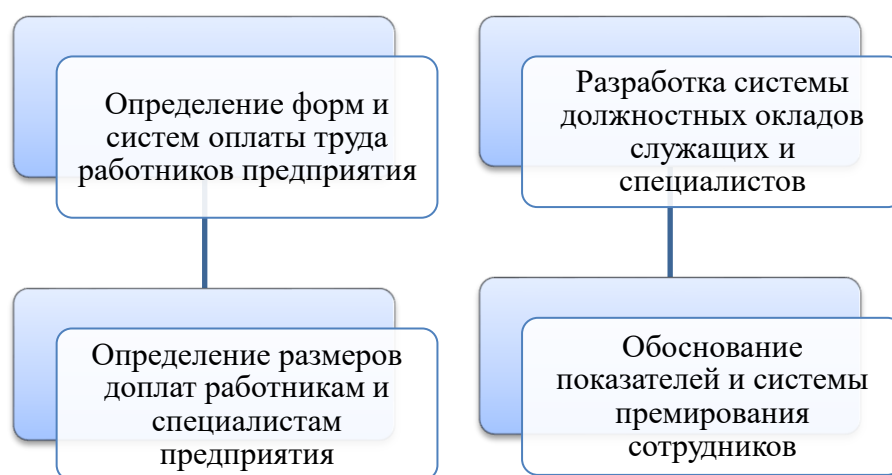 Определение форм и
систем оплаты труда
работников предприятия
Разработка системы
должностных окладов
служащих и
специалистов
Определение размеров
доплат работникам и
специалистам
предприятия
Обоснование
показателей и системы
премирования
сотрудников